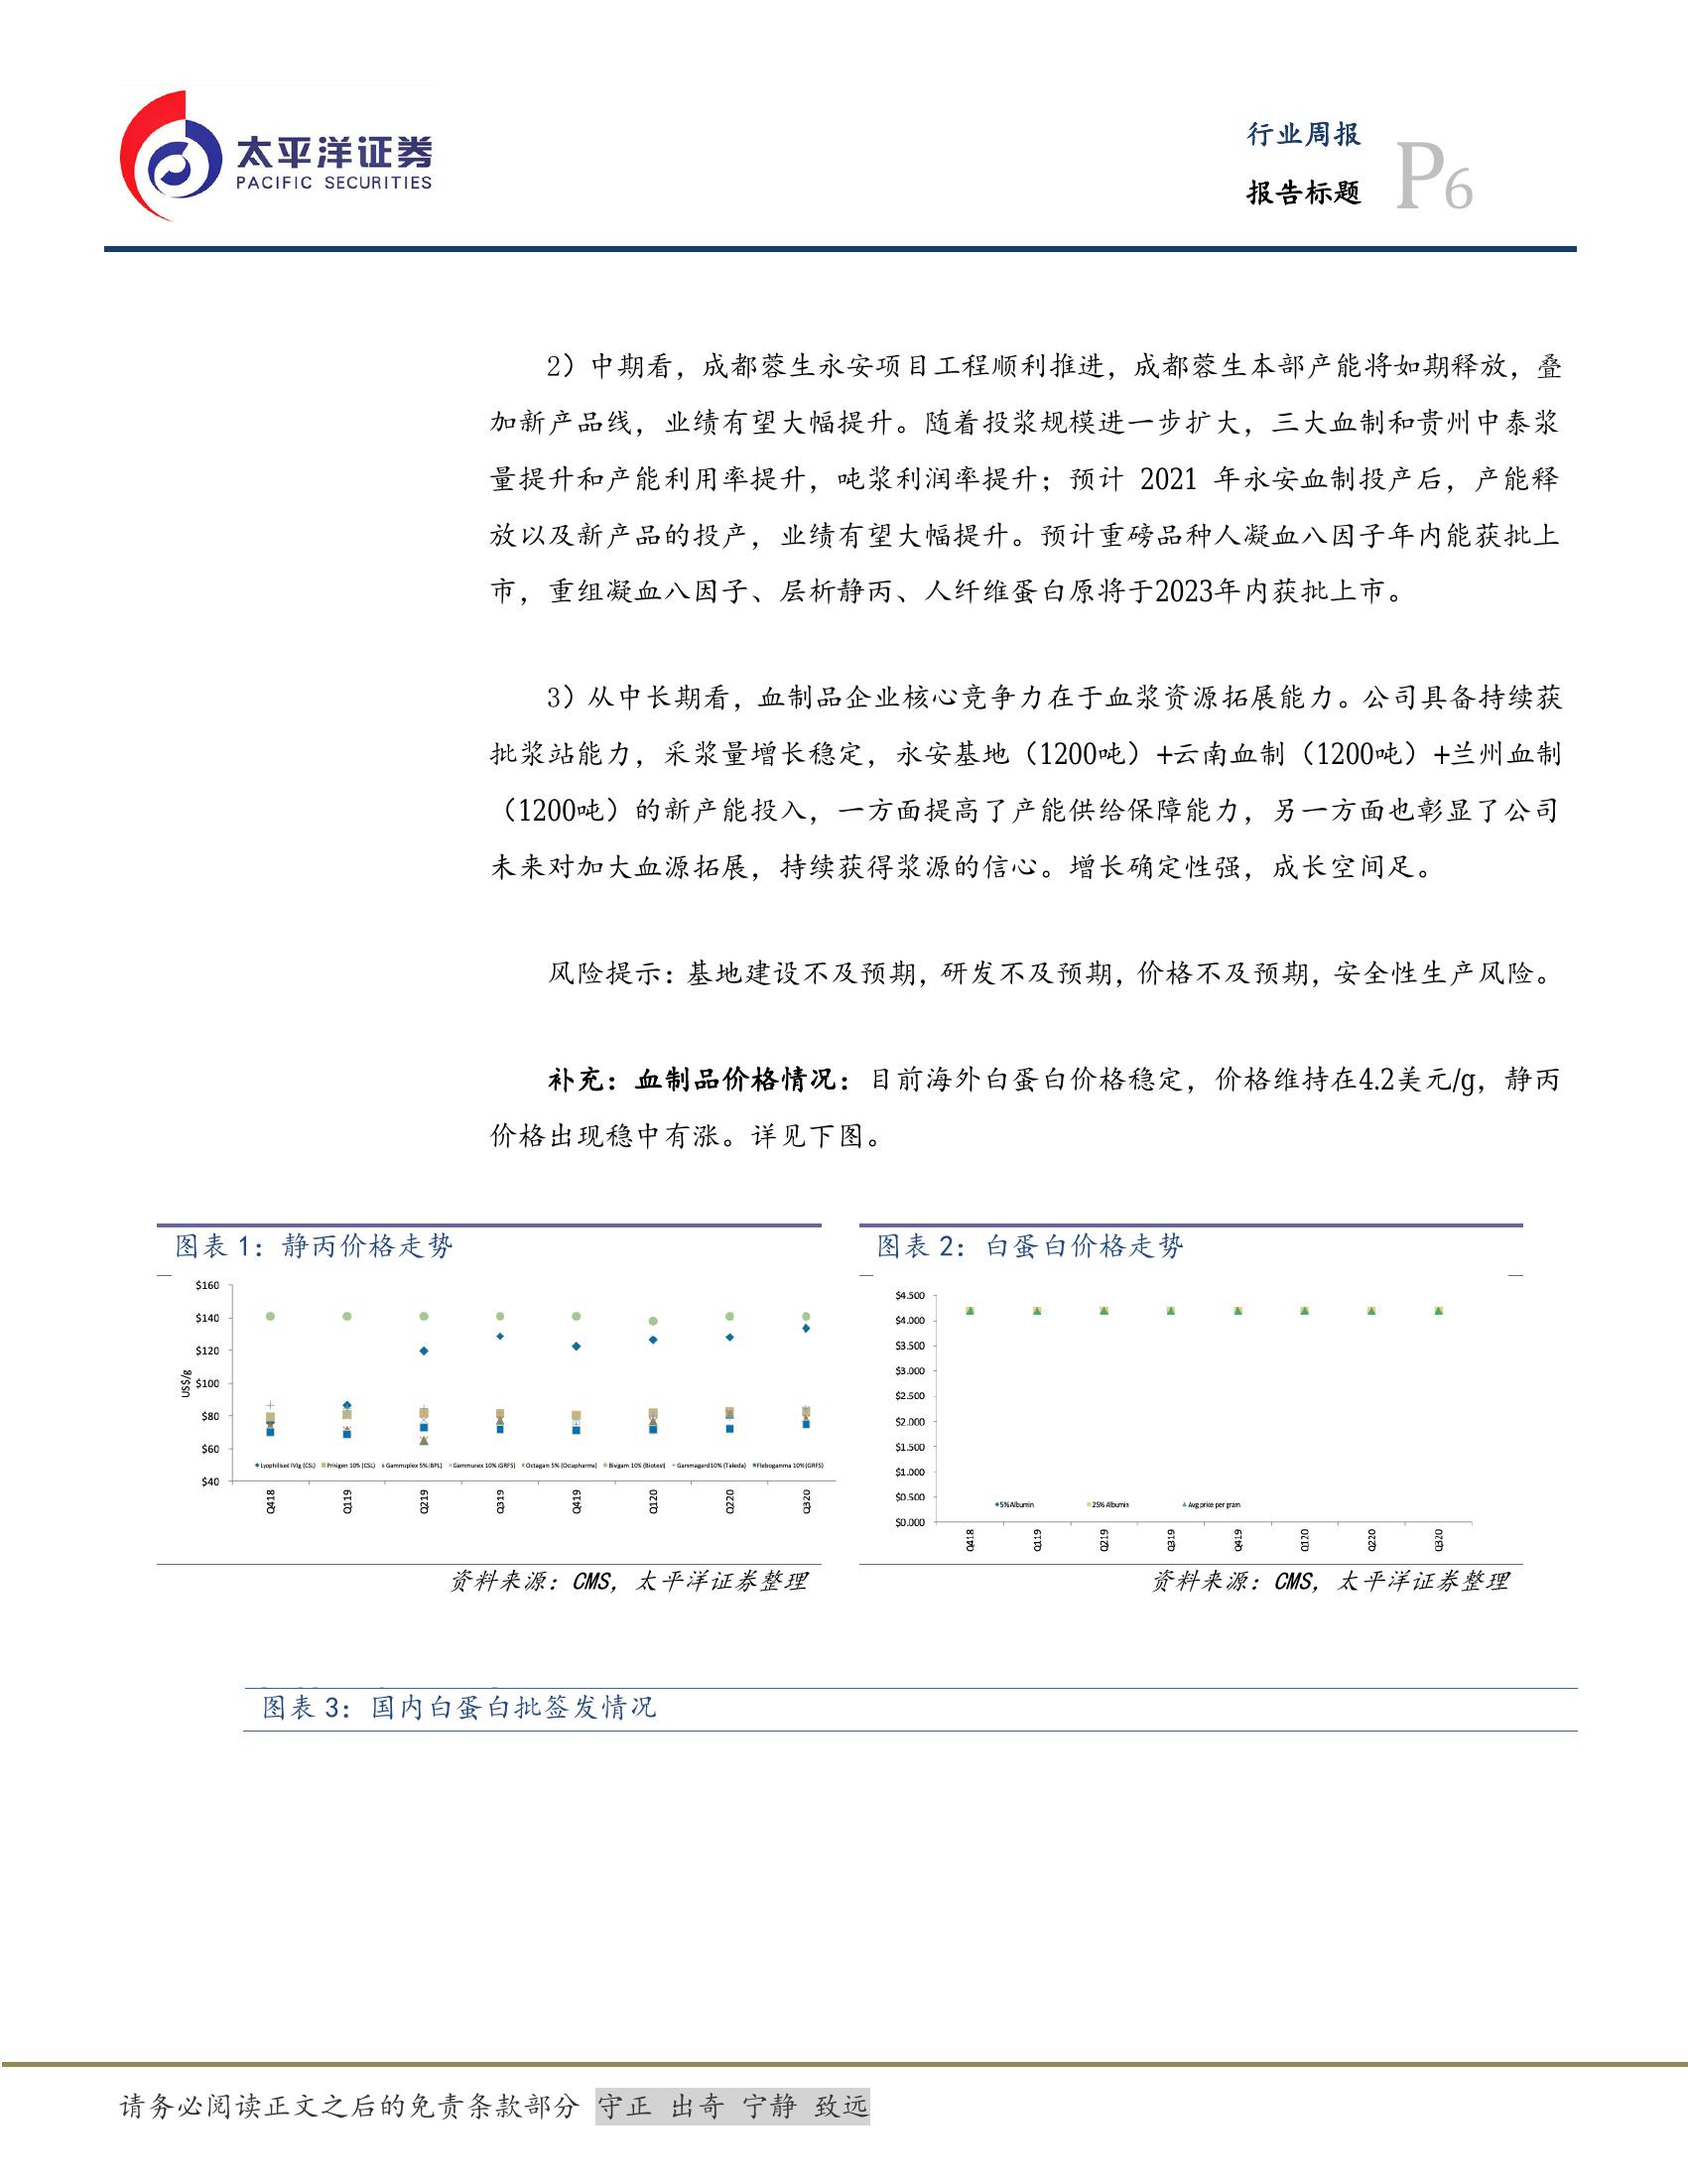 太平洋证券
PACIFIC SECURITIES
行业周报
报告标题
P6
2）中期看，成都蓉生永安项目工程顺利推进，成都蓉生本部产能将如期释放，叠
加新产品线，业绩有望大幅提升。随着投浆规模进一步扩大，三大血制和贵州中泰浆
量提升和产能利用率提升，吨浆利润率提升；预计 2021 年永安血制投产后，产能释
放以及新产品的投产，业绩有望大幅提升。预计重磅品种人凝血八因子年内能获批上
市，重组凝血八因子、层析静丙、人纤维蛋白原将于2023年内获批上市。
3）从中长期看，血制品企业核心竞争力在于血浆资源拓展能力。公司具备持续获
批浆站能力，采浆量增长稳定，永安基地（1200吨）+云南血制（1200吨）+兰州血制
（1200吨）的新产能投入，一方面提高了产能供给保障能力，另一方面也彰显了公司
未来对加大血源拓展，持续获得浆源的信心。增长确定性强，成长空间足。
风险提示：基地建设不及预期，研发不及预期，价格不及预期，安全性生产风险。
补充：血制品价格情况：目前海外白蛋白价格稳定，价格维持在4.2美元/g，静丙
价格出现稳中有涨。详见下图。
图表 1：静丙价格走势
$160
$140
$120
$100
$80
$60
$40
US$/g
Lyophilised IVIg (CSL) Privigen 10% (CSL) Gammaplex 5% (BPL) Gammunex 10% (GRFS) Octagam 5% (Octapharma) Bivigam 10% (Biotest) Gammagard 10% (Takeda) Flebogamma 10% (GRFS)
Q418 Q119 Q219 Q319 Q419 Q120 Q220 Q320
资料来源：CMS，太平洋证券整理
图表 2：白蛋白价格走势
$4.500
$4.000
$3.500
$3.000
$2.500
$2.000
$1.500
$1.000
$0.500
$0.000
5% Albumin 25% Albumin Avg price per gram
Q418 Q119 Q219 Q319 Q419 Q120 Q220 Q320
资料来源：CMS，太平洋证券整理
图表 3：国内白蛋白批签发情况
请务必阅读正文之后的免责条款部分 守正 出奇 宁静 致远